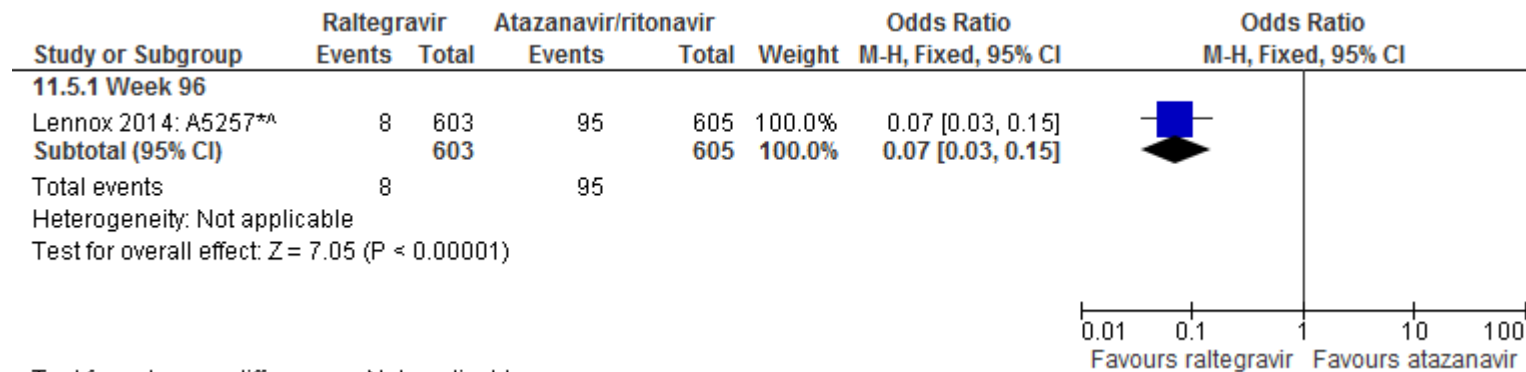 Raltegravir Atazanavir/ritonavir Odds Ratio Odds Ratio
Study or Subgroup Events Total Events Total Weight M-H, Fixed, 95% CI M-H, Fixed, 95% CI
11.5.1 Week 96
Lennox 2014: A5257*^ 8 603 95 605 100.0% 0.07 [0.03, 0.15]
Subtotal (95% CI) 603 605 100.0% 0.07 [0.03, 0.15]
Total events 8 95
Heterogeneity: Not applicable
Test for overall effect: Z = 7.05 (P < 0.00001)
0.01 0.1 1 10 100
Favours raltegravir Favours atazanavir